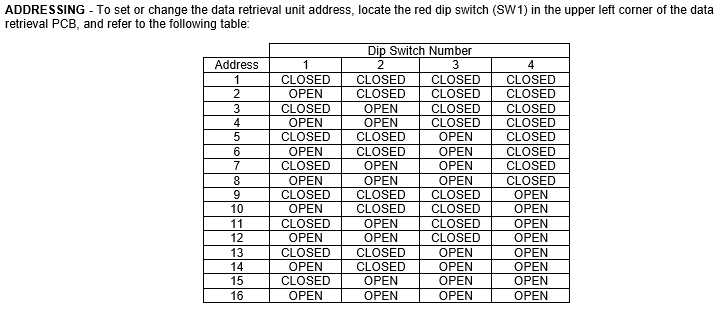 ADDRESSING - To set or change the data retrieval unit address, locate the red dip switch (SW1) in the upper left corner of the data
retrieval PCB, and refer to the following table:
Dip Switch Number
Address 1 2 3 4
1 CLOSED CLOSED CLOSED CLOSED
2 OPEN CLOSED CLOSED CLOSED
3 CLOSED OPEN CLOSED CLOSED
4 OPEN OPEN CLOSED CLOSED
5 CLOSED CLOSED OPEN CLOSED
6 OPEN CLOSED OPEN CLOSED
7 CLOSED OPEN OPEN CLOSED
8 OPEN OPEN OPEN CLOSED
9 CLOSED CLOSED CLOSED OPEN
10 OPEN CLOSED CLOSED OPEN
11 CLOSED OPEN CLOSED OPEN
12 OPEN OPEN CLOSED OPEN
13 CLOSED CLOSED OPEN OPEN
14 OPEN CLOSED OPEN OPEN
15 CLOSED OPEN OPEN OPEN
16 OPEN OPEN OPEN OPEN